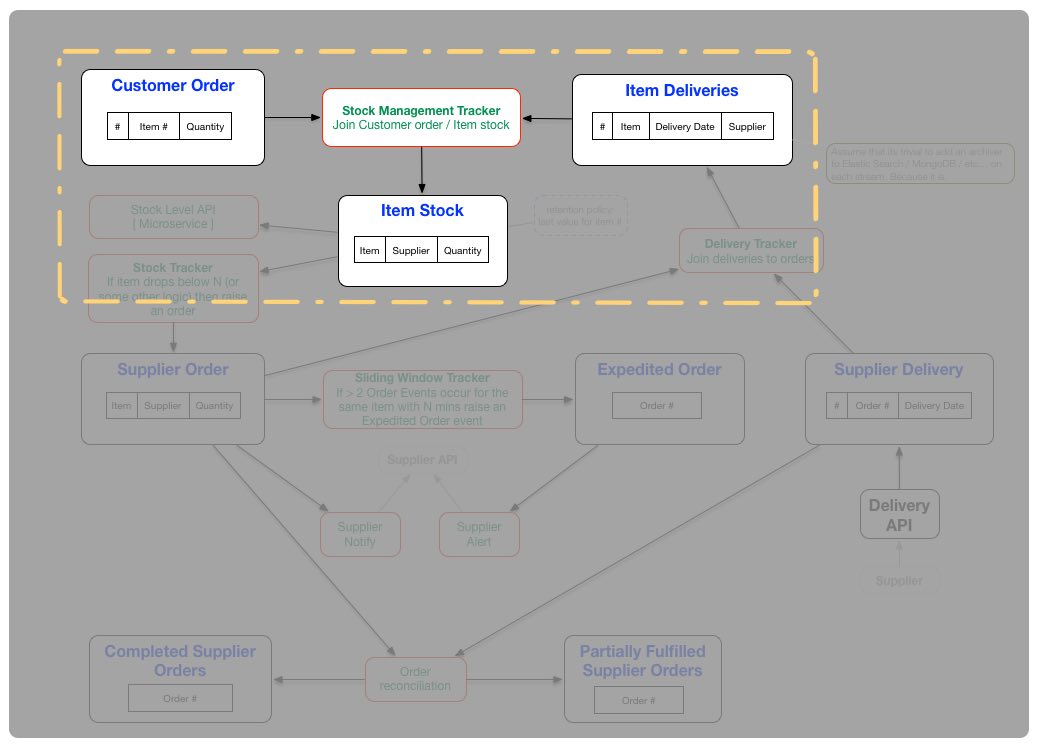 Customer Order
# Item # Quantity
Stock Management Tracker
Join Customer order / Item stock
Item Deliveries
# Item Delivery Date Supplier
Assume that its trivial to add an archiver
to Elastic Search / MongoDB / etc... on
each stream. Because it is.
Stock Level API
[ Microservice ]
Item Stock
Item Supplier Quantity
retention policy:
last value for item #
Delivery Tracker
Join deliveries to orders
Stock Tracker
If item drops below N (or
some other logic) then raise
an order
Supplier Order
Item Supplier Quantity
Sliding Window Tracker
If > 2 Order Events occur for the
same item with N mins raise an
Expedited Order event
Expedited Order
Order #
Supplier Delivery
# Order # Delivery Date
Supplier API
Supplier
Notify
Supplier
Alert
Delivery
API
Supplier
Completed Supplier
Orders
Order #
Order
reconciliation
Partially Fulfilled
Supplier Orders
Order #